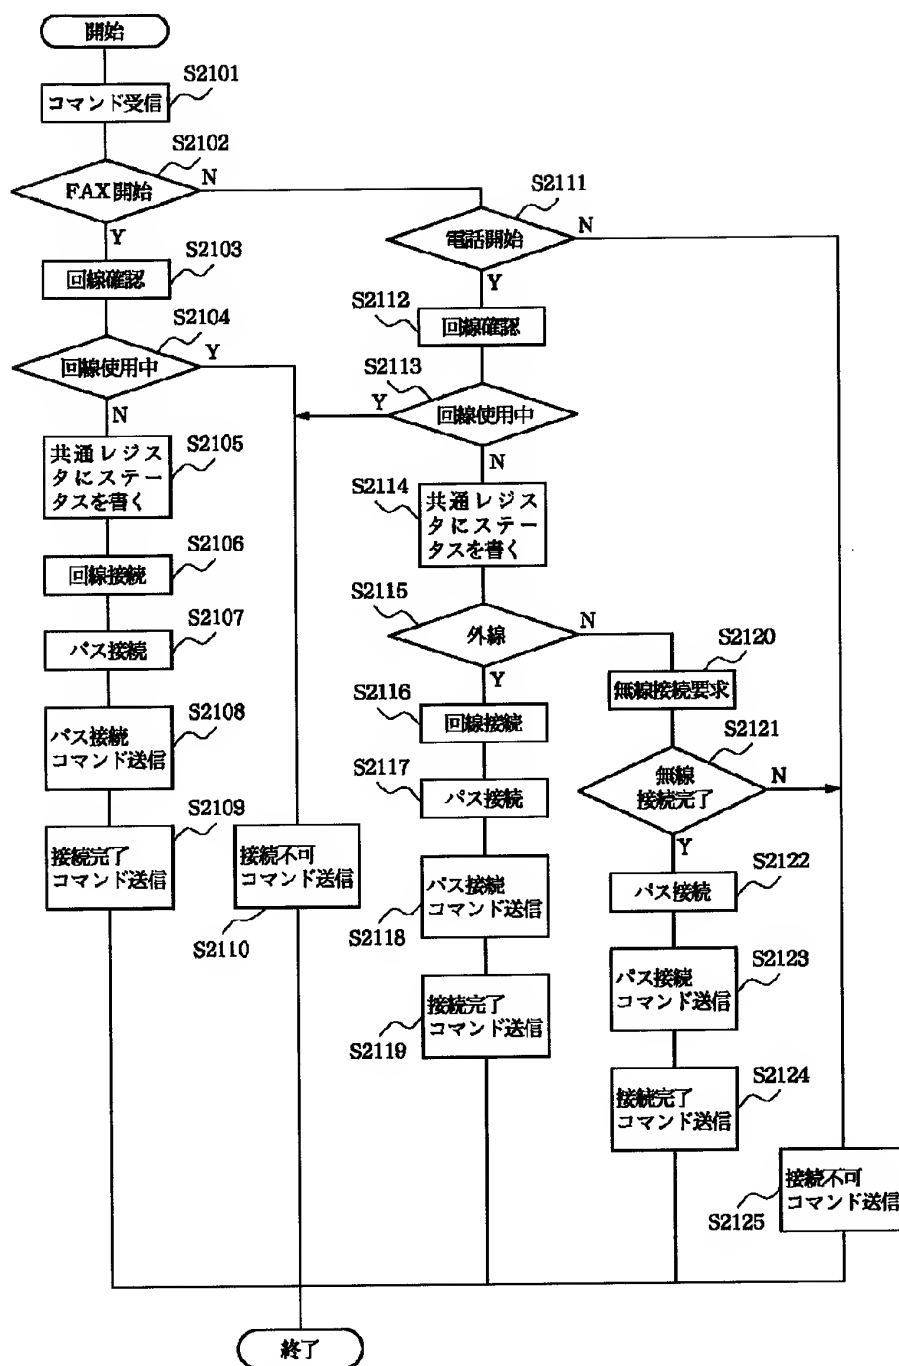 開始
S2101
コマンド受信
S2102
FAX開始
N
Y
S2103
回線確認
S2104
回線使用中
Y
N
S2105
共通レジス
タにステー
タスを書く
S2106
回線接続
S2107
パス接続
S2108
パス接続
コマンド送信
S2109
接続完了
コマンド送信
接続不可
コマンド送信
S2110
S2111
電話開始
N
Y
S2112
回線確認
S2113
Y
回線使用中
N
S2114
共通レジス
タにステー
タスを書く
S2115
外線
N
Y
S2116
回線接続
S2117
パス接続
パス接続
コマンド送信
S2118
接続完了
コマンド送信
S2119
S2120
無線接続要求
S2121
無線
接続完了
N
Y
S2122
パス接続
S2123
パス接続
コマンド送信
S2124
接続完了
コマンド送信
接続不可
コマンド送信
S2125
終了